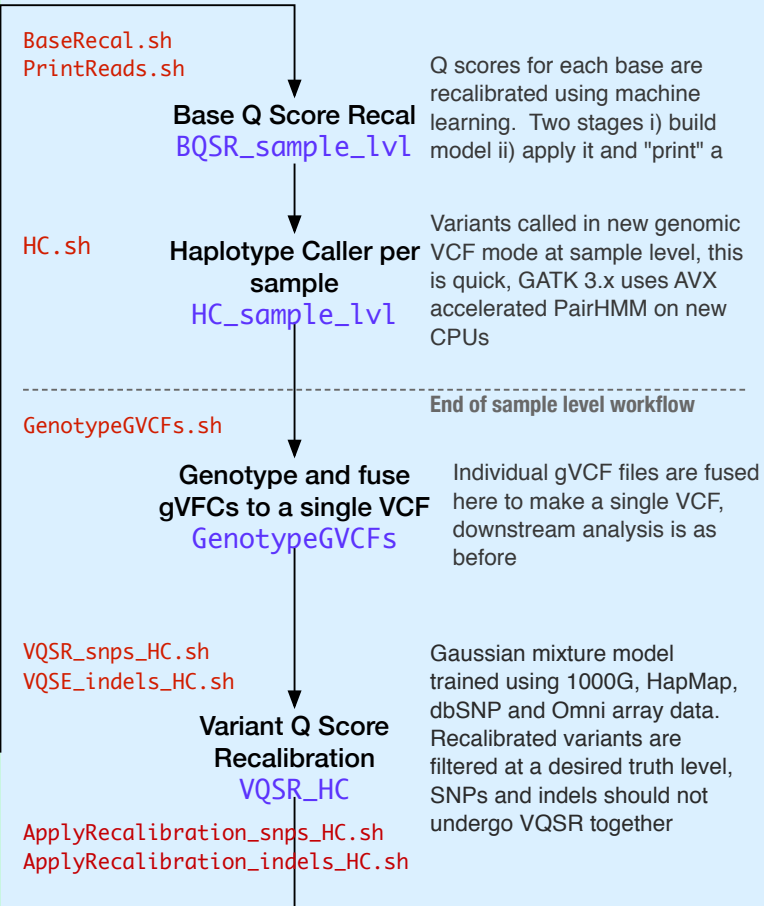 BaseRecal.sh
PrintReads.sh
Base Q Score Recal
BQSR_sample_lvl
Q scores for each base are
recalibrated using machine
learning.  Two stages i) build
model ii) apply it and "print" a
HC.sh
Haplotype Caller per
sample
HC_sample_lvl
Variants called in new genomic
VCF mode at sample level, this
is quick, GATK 3.x uses AVX
accelerated PairHMM on new
CPUs
End of sample level workflow
GenotypeGVCFs.sh
Genotype and fuse
gVFCs to a single VCF
GenotypeGVCFs
Individual gVCF files are fused
here to make a single VCF,
downstream analysis is as
before
VQSR_snps_HC.sh
VQSE_indels_HC.sh
Variant Q Score
Recalibration
VQSR_HC
Gaussian mixture model
trained using 1000G, HapMap,
dbSNP and Omni array data.
Recalibrated variants are
filtered at a desired truth level,
SNPs and indels should not
undergo VQSR together
ApplyRecalibration_snps_HC.sh
ApplyRecalibration_indels_HC.sh